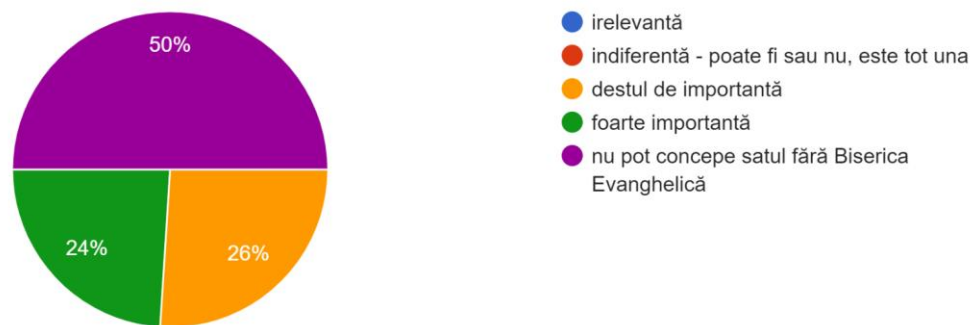 50%
24%
26%
irelevantă
indiferentă - poate fi sau nu, este tot una
destul de importantă
foarte importantă
nu pot concepe satul fără Biserica
Evanghelică